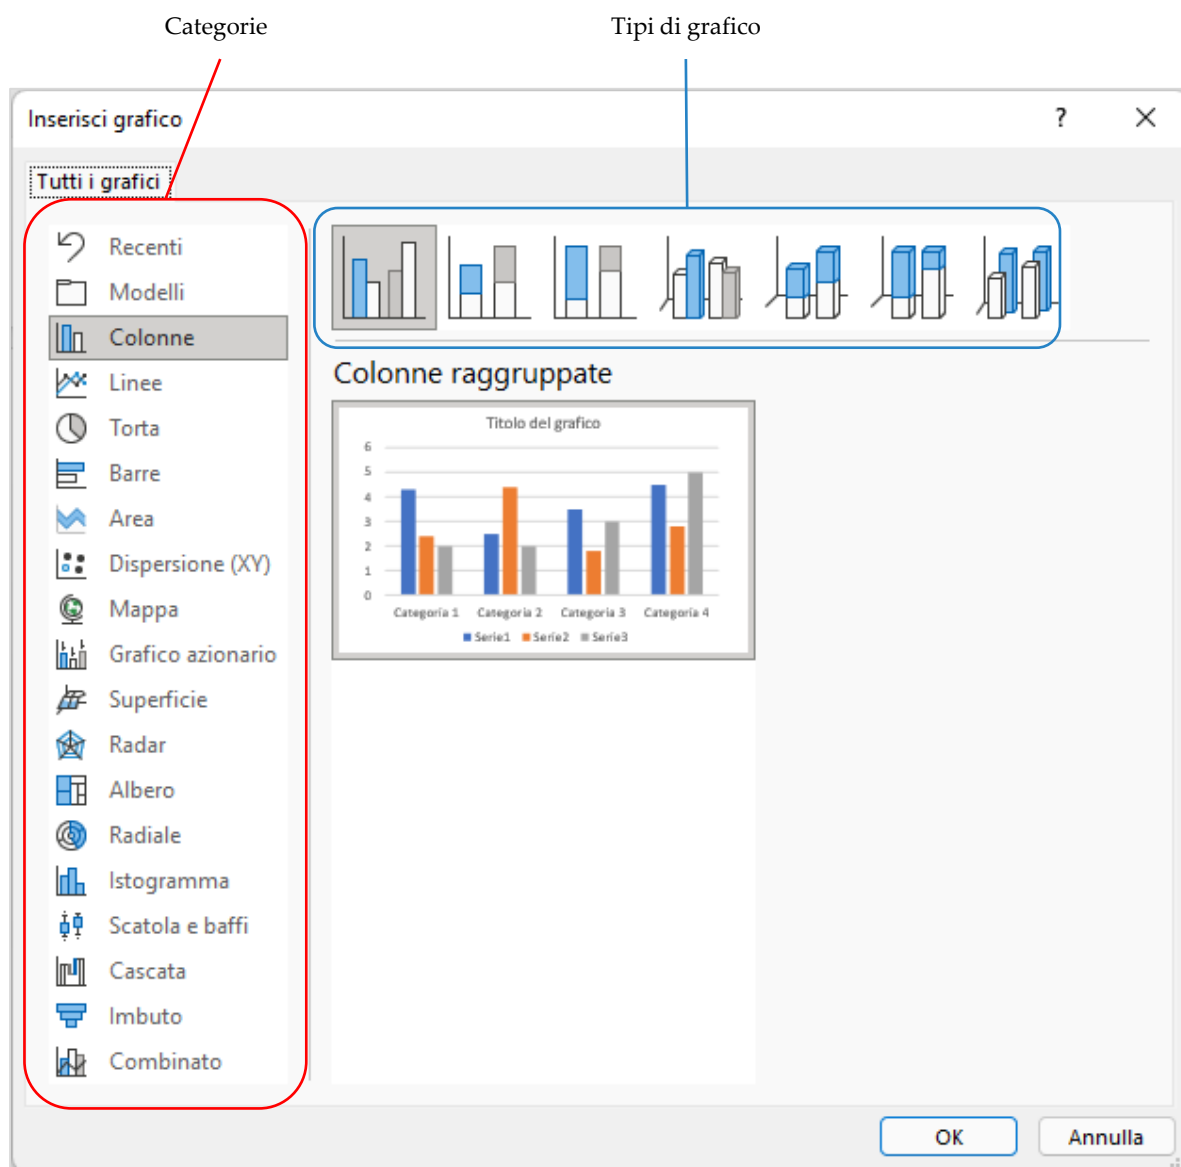 Categorie
Tipi di grafico
Inserisci grafico
?
Tutti i grafici
Recenti
Modelli
Colonne
Linee
Torta
Barre
Area
Dispersione (XY)
Mappa
Grafico azionario
Superficie
Radar
Albero
Radiale
Istogramma
Scatola e baffi
Cascata
Imbuto
Combinato
Colonne raggruppate
Titolo del grafico
6
5
4
3
2
1
0
Categoria 1 Categoria 2 Categoria 3 Categoria 4
Serie1 Serie2 Serie3
OK Annulla